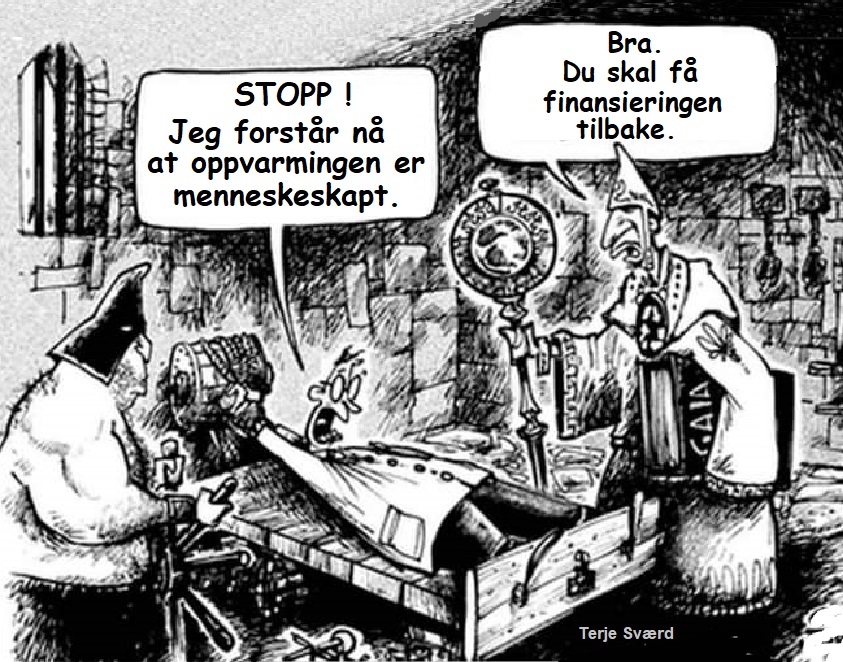 STOPP !
Jeg forstår nå
at oppvarmingen er
menneskeskapt.
Bra.
Du skal få
finansieringen
tilbake.
GAIA
Terje Sværd